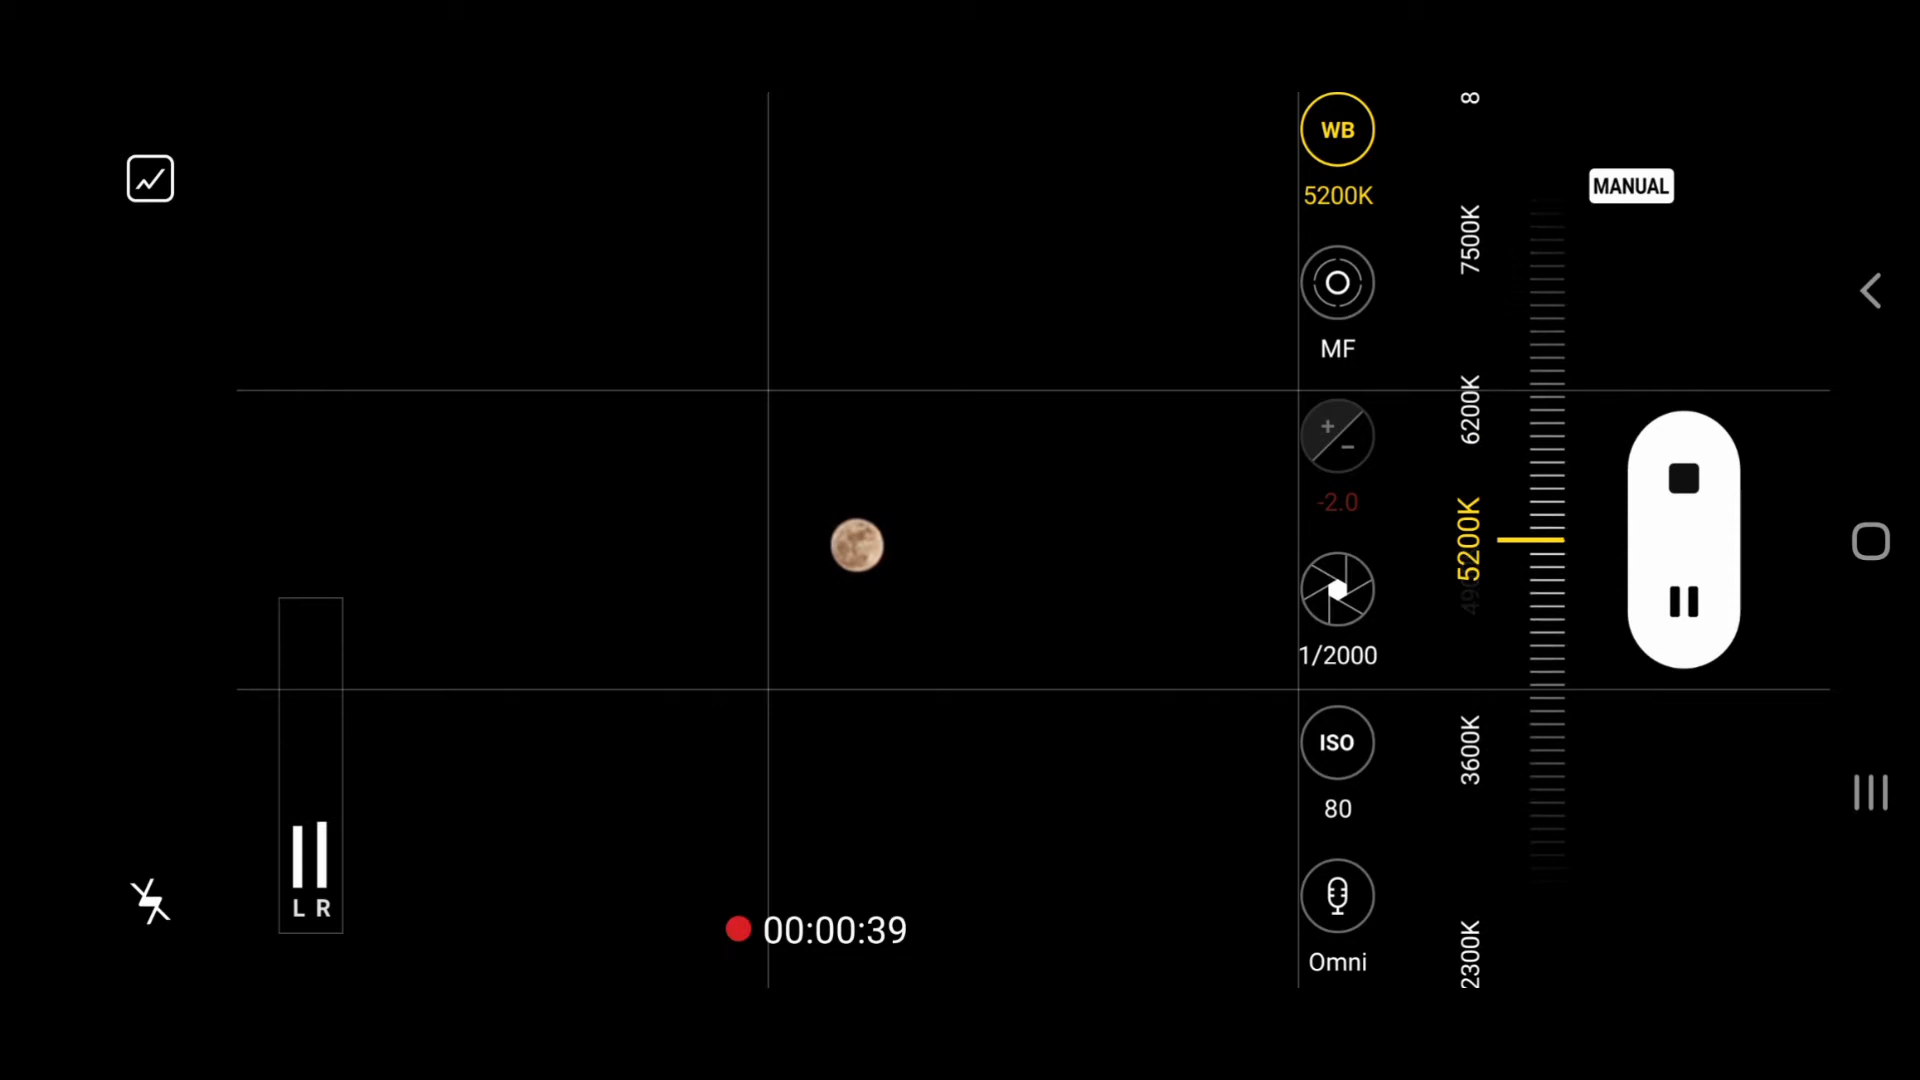 WB
5200K
MF
-2.0
1/2000
ISO
80
Omni
8
7500K
6200K
5200K
3600K
2300K
MANUAL
L R
00:00:39